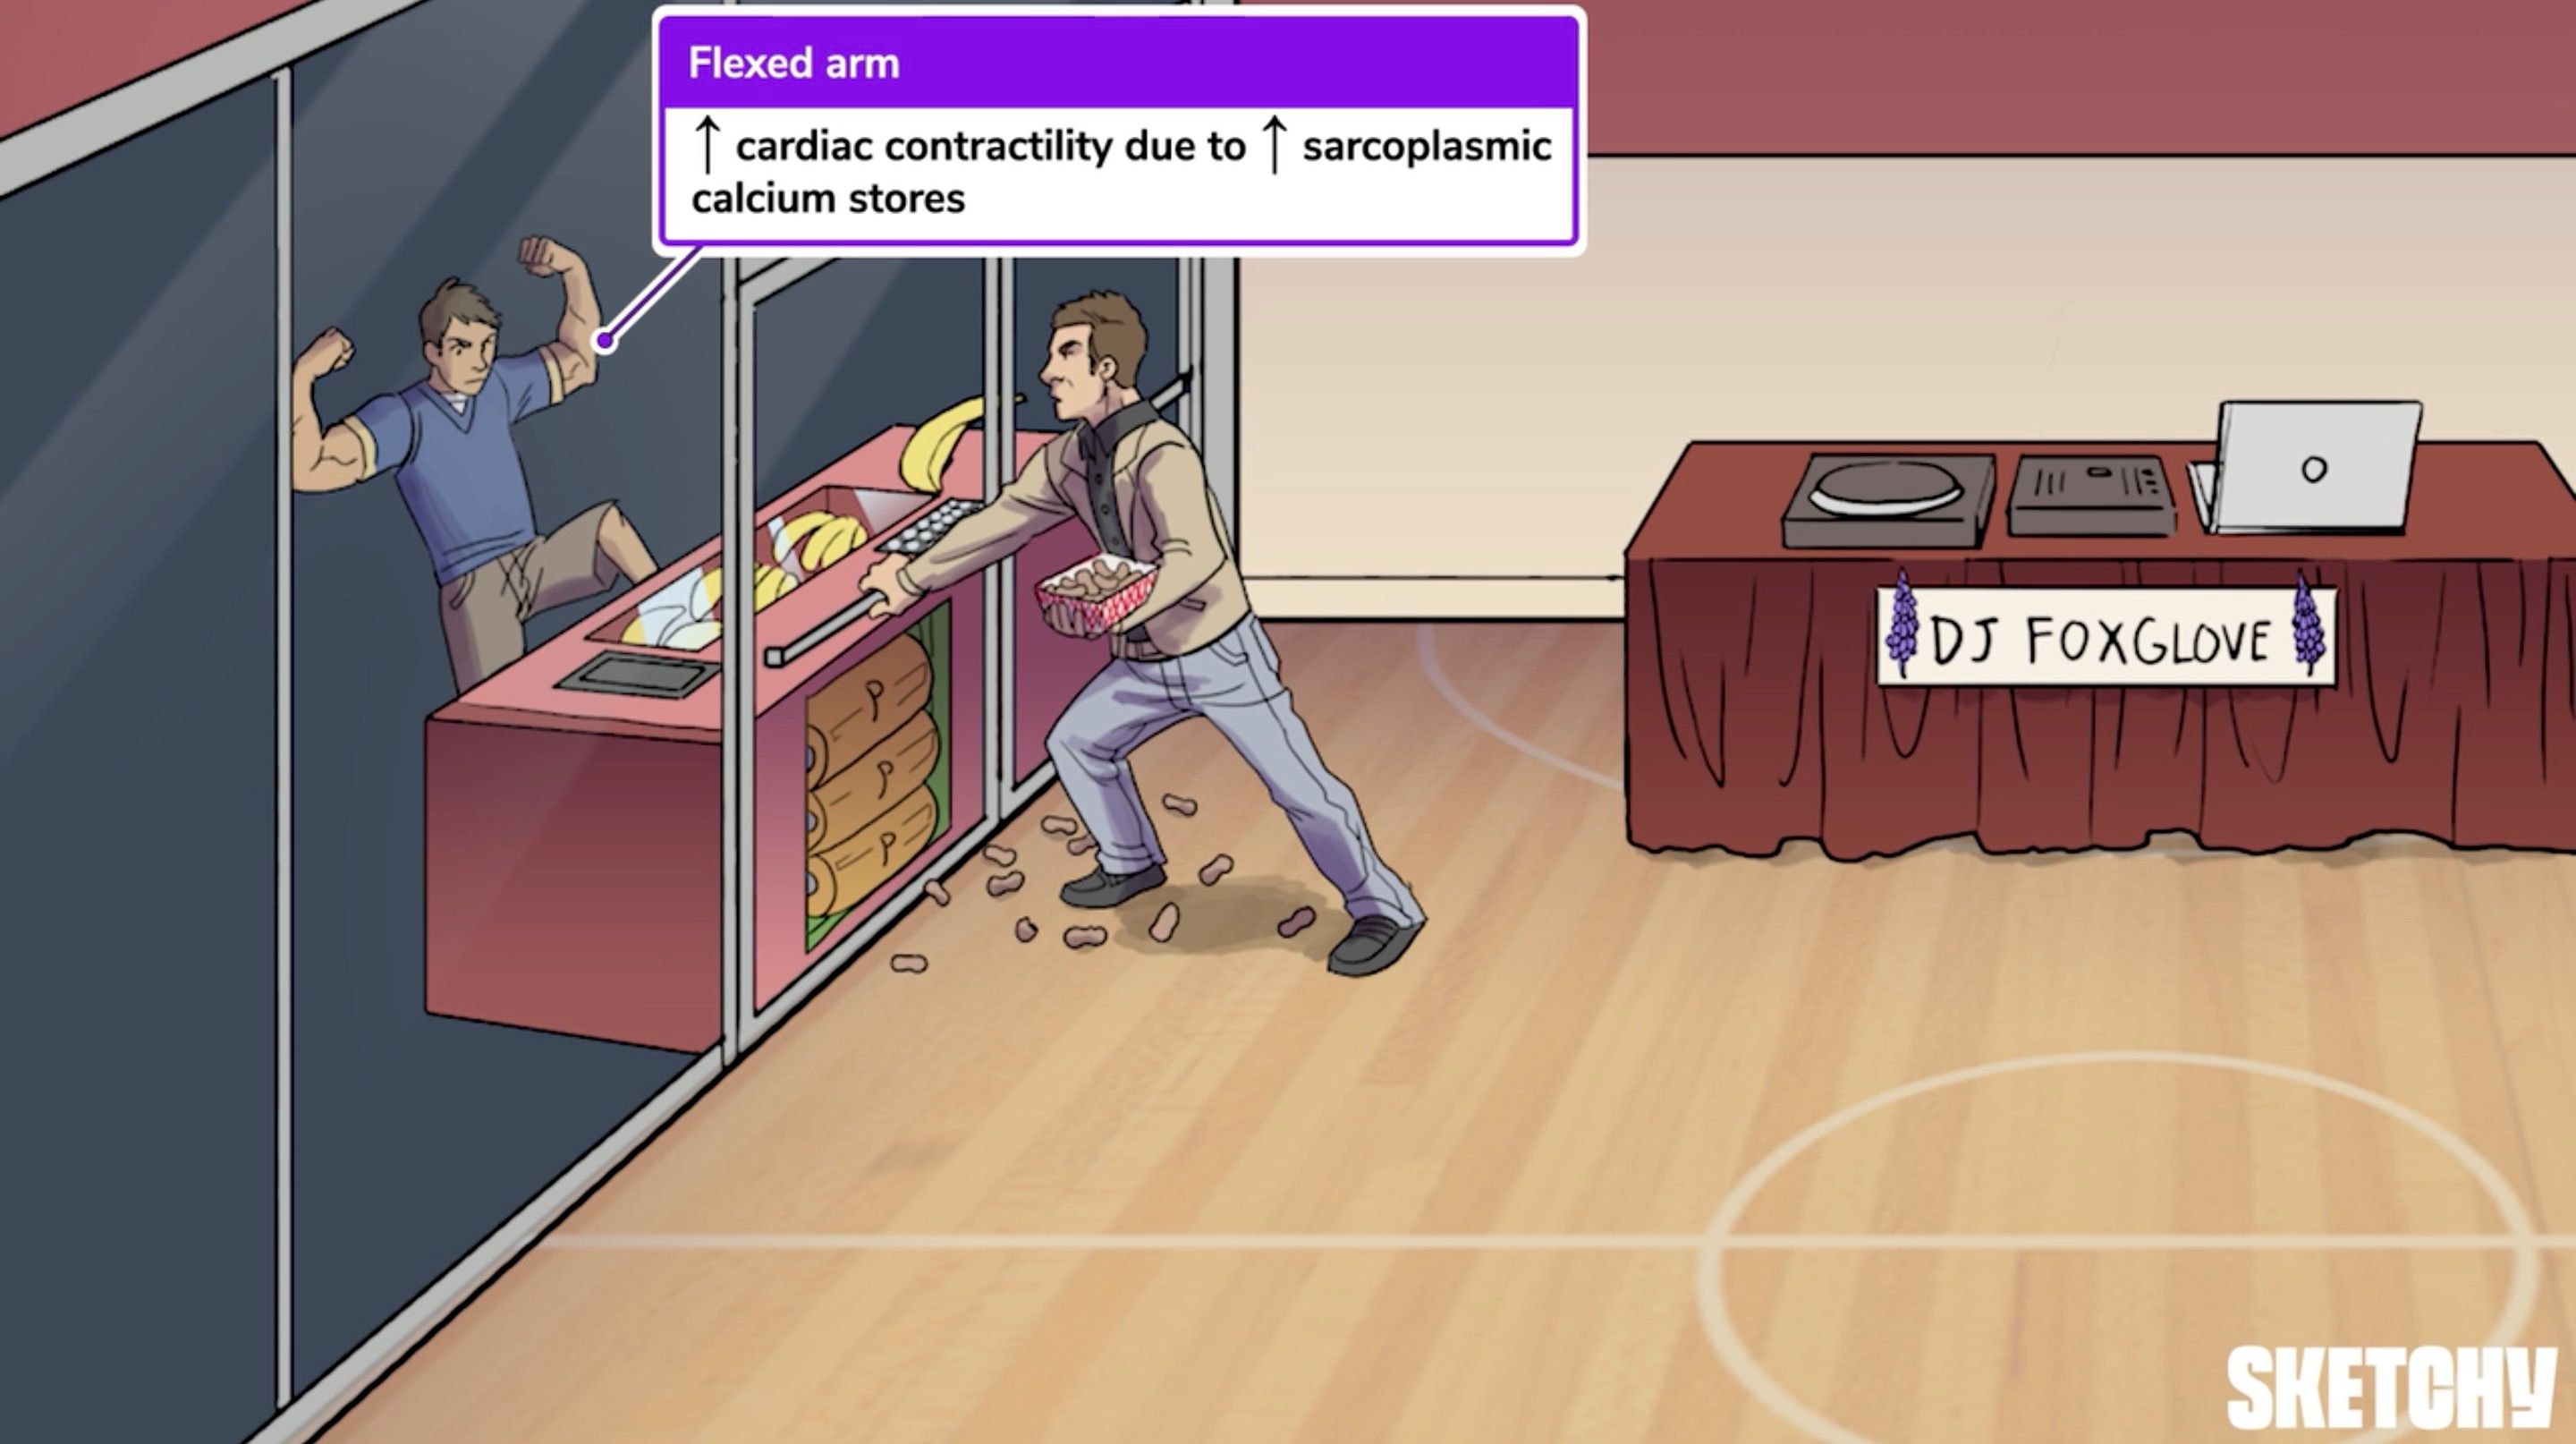 Flexed arm
↑ cardiac contractility due to ↑ sarcoplasmic
calcium stores
P
P
P
DJ FOXGLOVE
SKETCHY